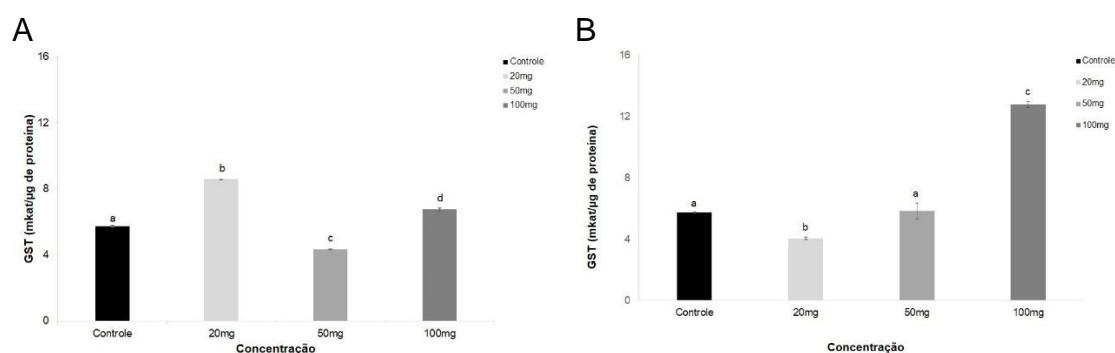 A
16
12
8
4
0
GST (mkat/µg de proteína)
a
b
c
d
Controle
20mg
50mg
100mg
Concentração
Controle
20mg
50mg
100mg
B
16
12
8
4
0
GST (mkat/µg de proteína)
a
b
a
c
Controle
20mg
50mg
100mg
Concentração
Controle
20mg
50mg
100mg